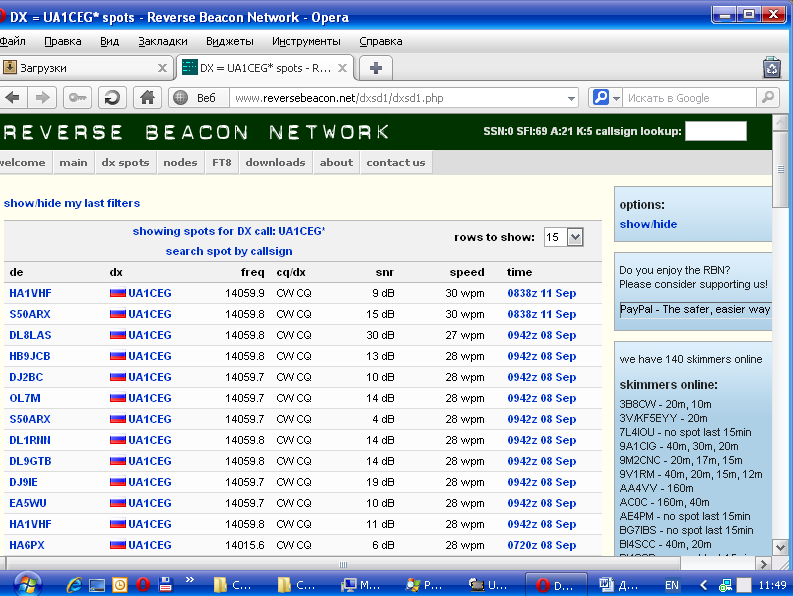 DX = UA1CEG* spots - Reverse Beacon Network - Opera
Файл Правка Вид Закладки Виджеты Инструменты Справка
Загрузки DX = UA1CEG* spots - R...
Веб www.reversebeacon.net/dxsd1/dxsd1.php Искать в Google
REVERSE BEACON NETWORK SSN:0 SFI:69 A:21 K:5 callsign lookup:
welcome main dx spots nodes FT8 downloads about contact us
show/hide my last filters
showing spots for DX call: UA1CEG*
search spot by callsign
rows to show: 15
de dx freq cq/dx snr speed time
HA1VHF UA1CEG 14059.9 CW CQ 9 dB 30 wpm 0838z 11 Sep
S50ARX UA1CEG 14059.8 CW CQ 15 dB 30 wpm 0838z 11 Sep
DL8LAS UA1CEG 14059.8 CW CQ 30 dB 27 wpm 0942z 08 Sep
HB9JCB UA1CEG 14059.7 CW CQ 13 dB 28 wpm 0942z 08 Sep
DJ2BC UA1CEG 14059.7 CW CQ 10 dB 28 wpm 0942z 08 Sep
OL7M UA1CEG 14059.7 CW CQ 14 dB 28 wpm 0942z 08 Sep
S50ARX UA1CEG 14059.7 CW CQ 4 dB 28 wpm 0942z 08 Sep
DL1RNN UA1CEG 14059.8 CW CQ 14 dB 28 wpm 0942z 08 Sep
DL9GTB UA1CEG 14059.8 CW CQ 14 dB 28 wpm 0942z 08 Sep
DJ9IE UA1CEG 14059.7 CW CQ 19 dB 28 wpm 0942z 08 Sep
EA5WU UA1CEG 14059.7 CW CQ 10 dB 28 wpm 0942z 08 Sep
HA1VHF UA1CEG 14059.8 CW CQ 11 dB 28 wpm 0942z 08 Sep
HA6PX UA1CEG 14015.6 CW CQ 6 dB 28 wpm 0720z 08 Sep
options:
show/hide
Do you enjoy the RBN?
Please consider supporting us!
PayPal - The safer, easier way
we have 140 skimmers online
skimmers online:
3B8CW - 20m, 10m
3V/KF5EYY - 20m
7L4IOU - no spot last 15min
9A1CIG - 40m, 30m, 20m
9M2CNC - 20m, 17m, 15m
9V1RM - 40m, 20m, 15m, 12m
AA4VV - 160m
AC0C - 160m, 40m
AE4PM - no spot last 15min
BG7IBS - no spot last 15min
BI4SCC - 40m, 20m
С... С... М... Р... U... D... Д... EN 11:49